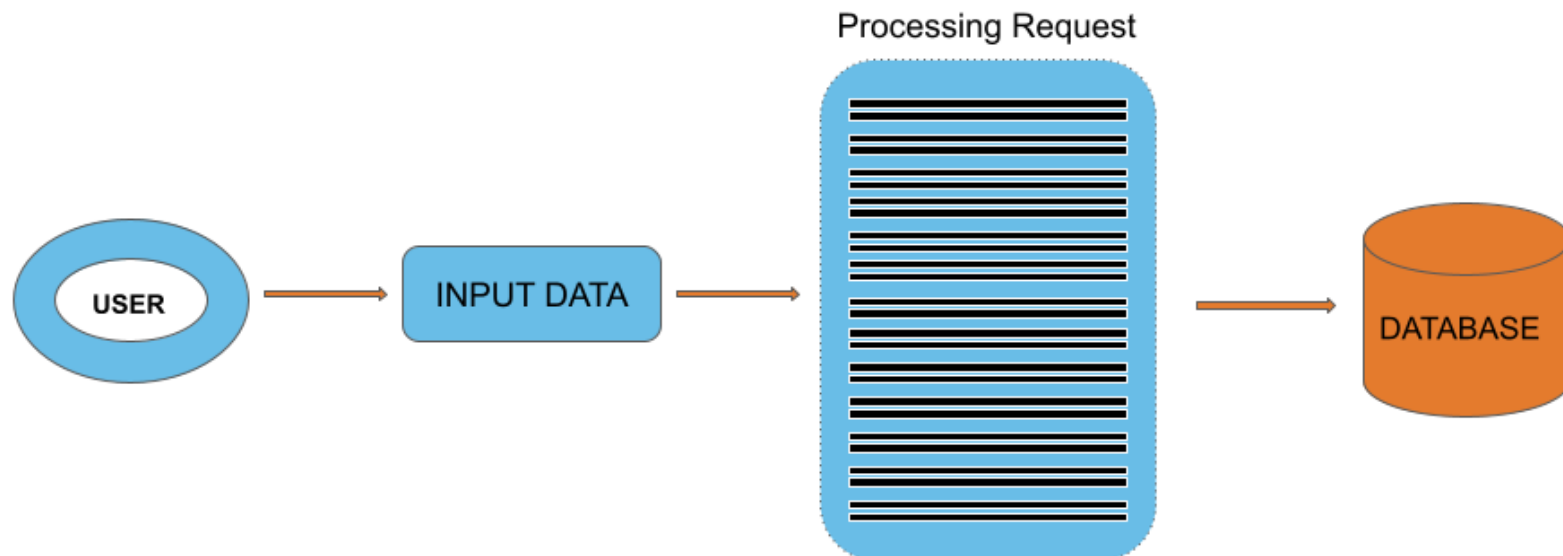 Processing Request
USER
INPUT DATA
DATABASE